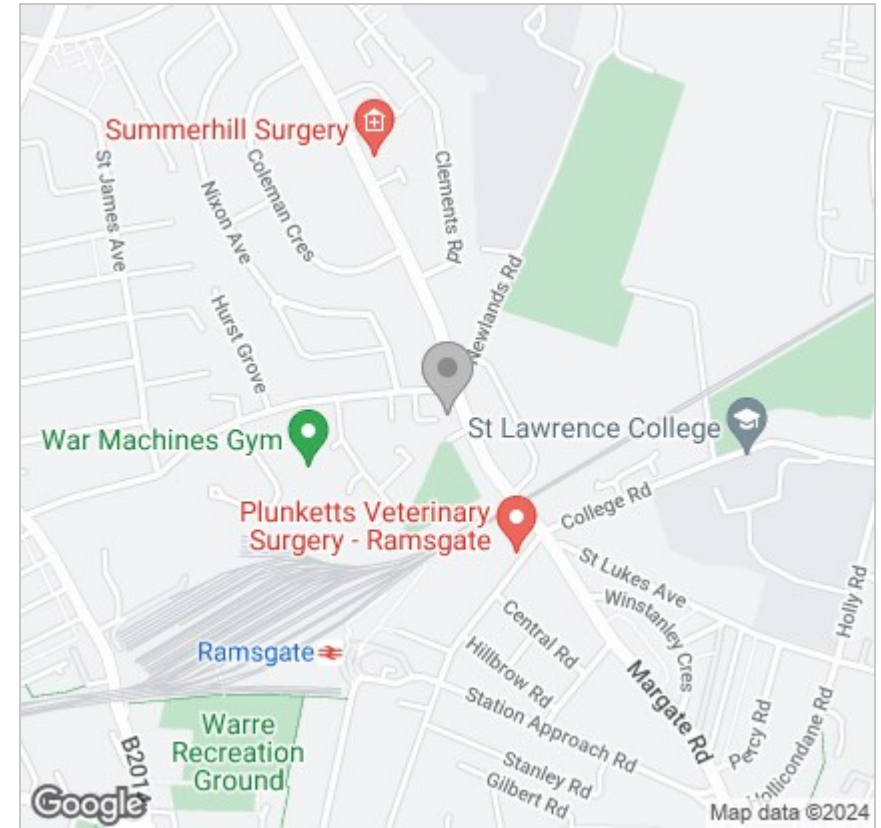 Summerhill Surgery
St James Ave
Nixon Ave
Coleman Cres
Clements Rd
Hurst Grove
Newlands Rd
War Machines Gym
St Lawrence College
Plunketts Veterinary
Surgery - Ramsgate
College Rd
St Lukes Ave
Winstanley Cres
Holly Rd
Central Rd
Ramsgate
Hillbrow Rd
Margate Rd
Station Approach Rd
Percy Rd
Hollicondane Rd
Warre
Recreation
Ground
B2014
Stanley Rd
Gilbert Rd
Google
Map data ©2024